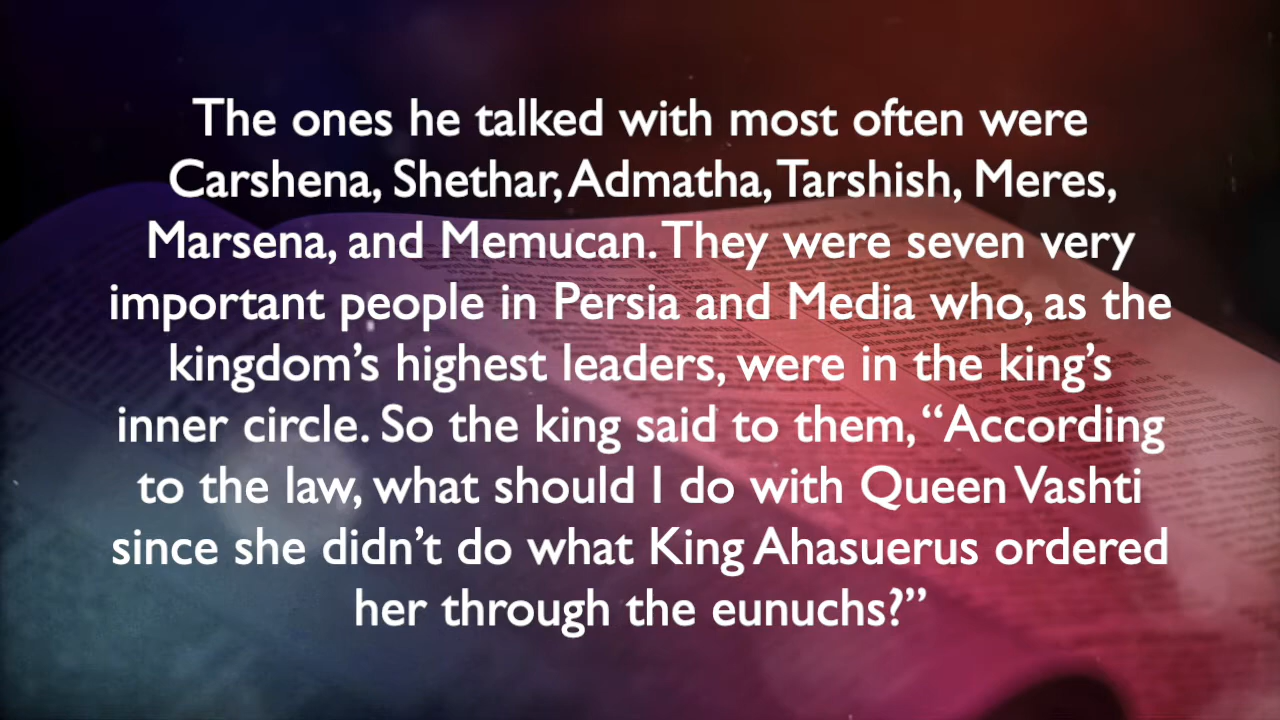 The ones he talked with most often were
Carshena, Shethar, Admatha, Tarshish, Meres,
Marsena, and Memucan. They were seven very
important people in Persia and Media who, as the
kingdom’s highest leaders, were in the king’s
inner circle. So the king said to them, “According
to the law, what should I do with Queen Vashti
since she didn’t do what King Ahasuerus ordered
her through the eunuchs?”